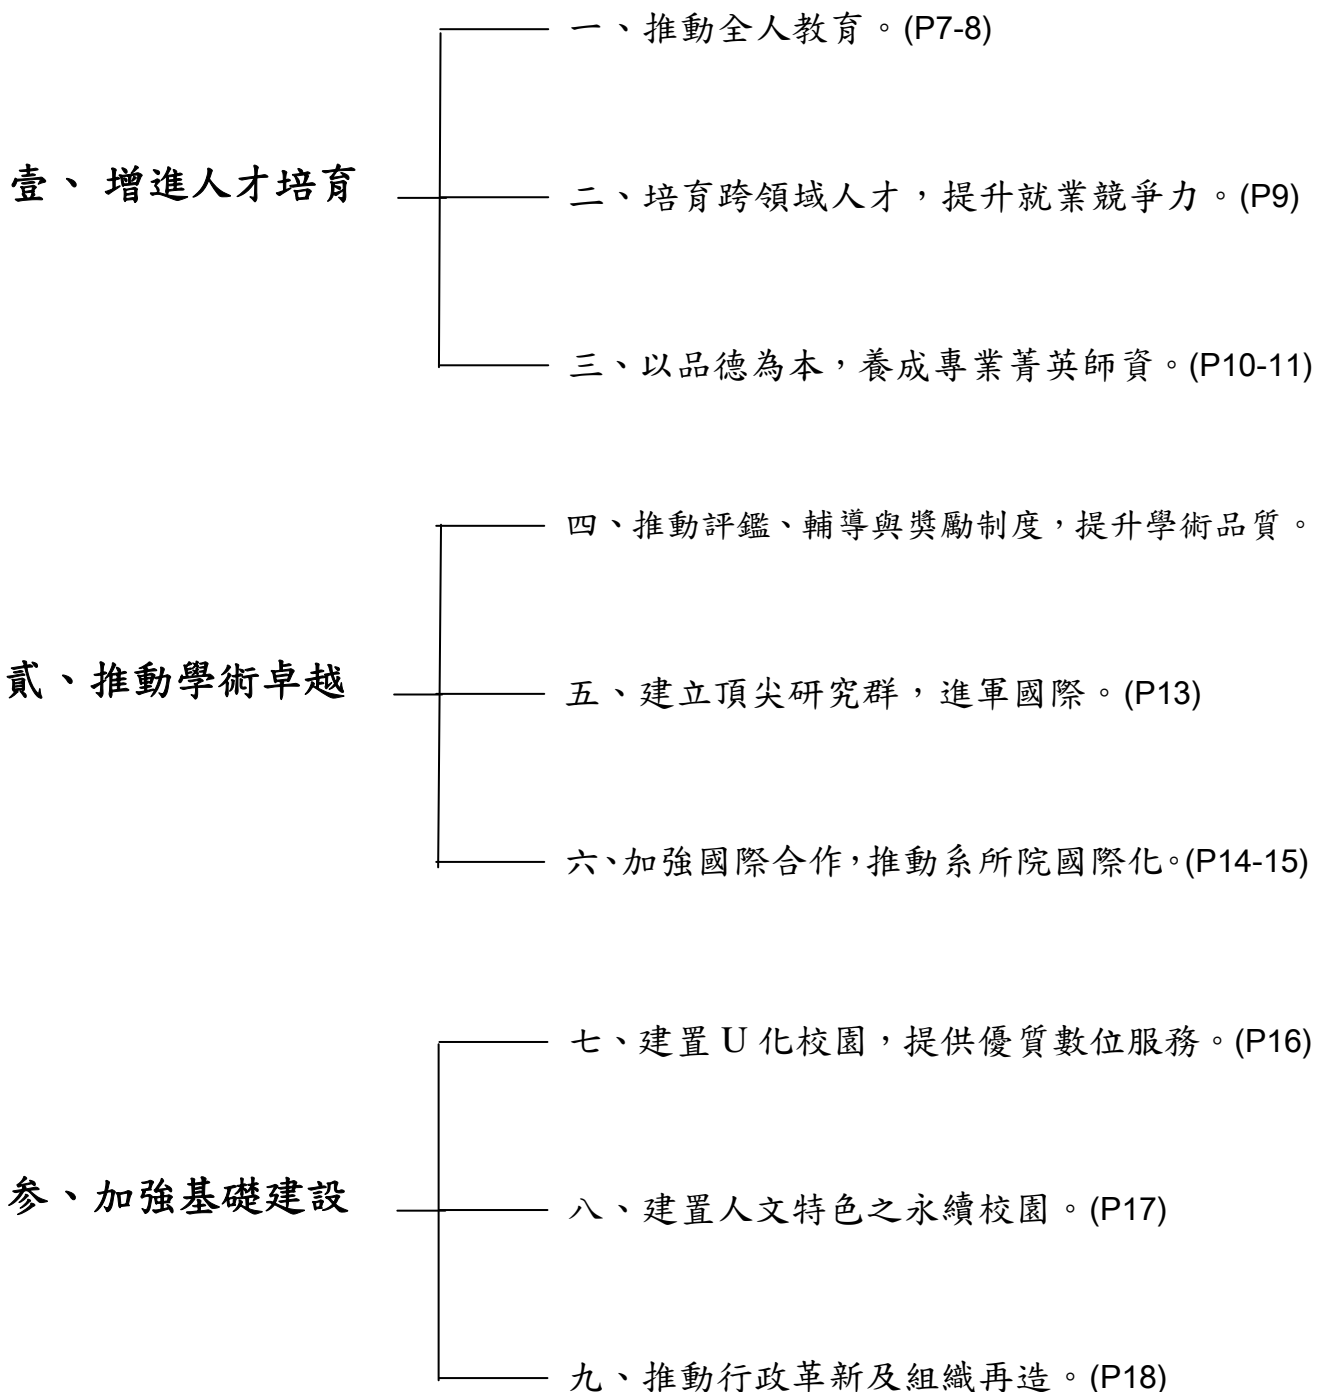 一、推動全人教育。(P7-8)
壹、 增進人才培育
二、培育跨領域人才，提升就業競爭力。(P9)
三、以品德為本，養成專業菁英師資。(P10-11)
四、推動評鑑、輔導與獎勵制度，提升學術品質。
貳、推動學術卓越
五、建立頂尖研究群，進軍國際。(P13)
六、加強國際合作，推動系所院國際化。(P14-15)
七、建置 U 化校園，提供優質數位服務。(P16)
参、加強基礎建設
八、建置人文特色之永續校園。(P17)
九、推動行政革新及組織再造。(P18)